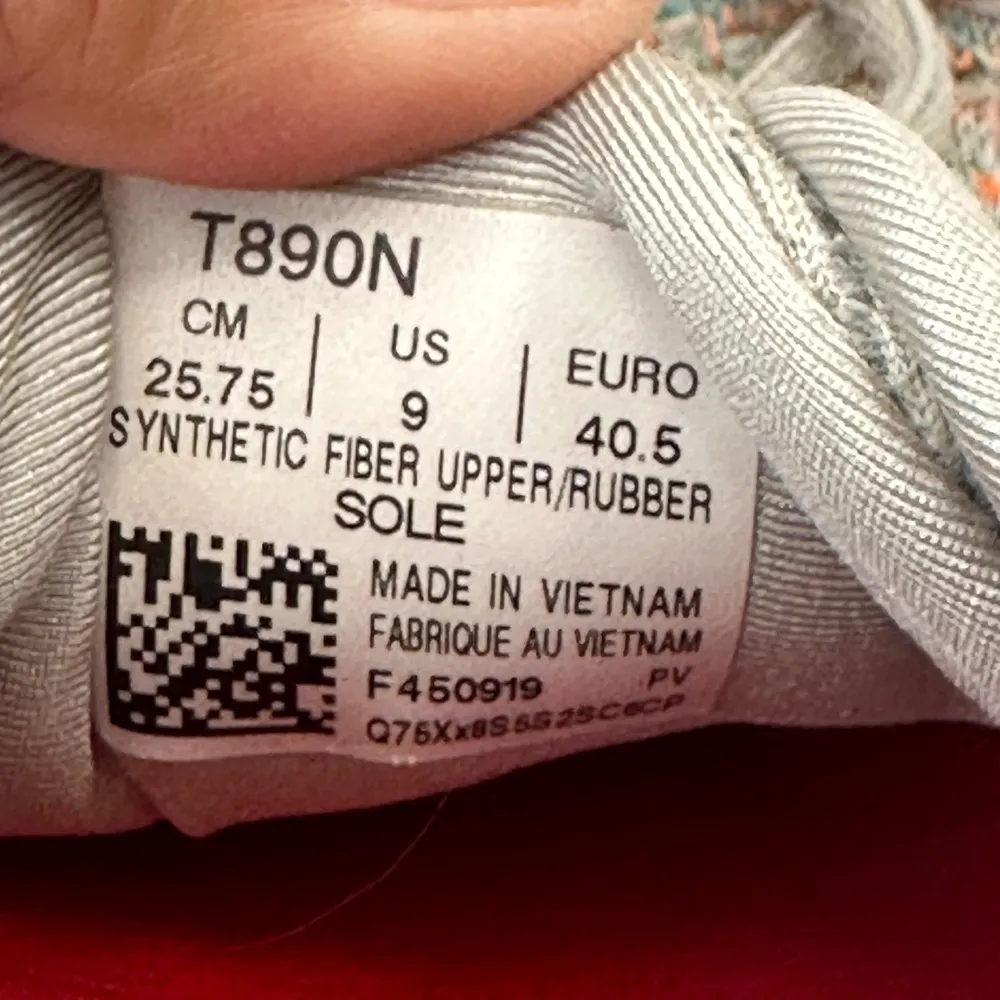 T890N
CM | US | EURO
25.75 | 9 | 40.5
SYNTHETIC FIBER UPPER/RUBBER
SOLE
MADE IN VIETNAM
FABRIQUE AU VIETNAM
F450919 PV